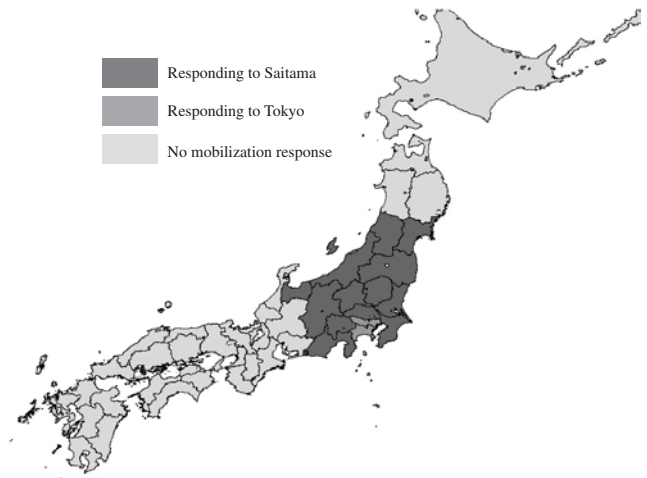 Responding to Saitama
Responding to Tokyo
No mobilization response